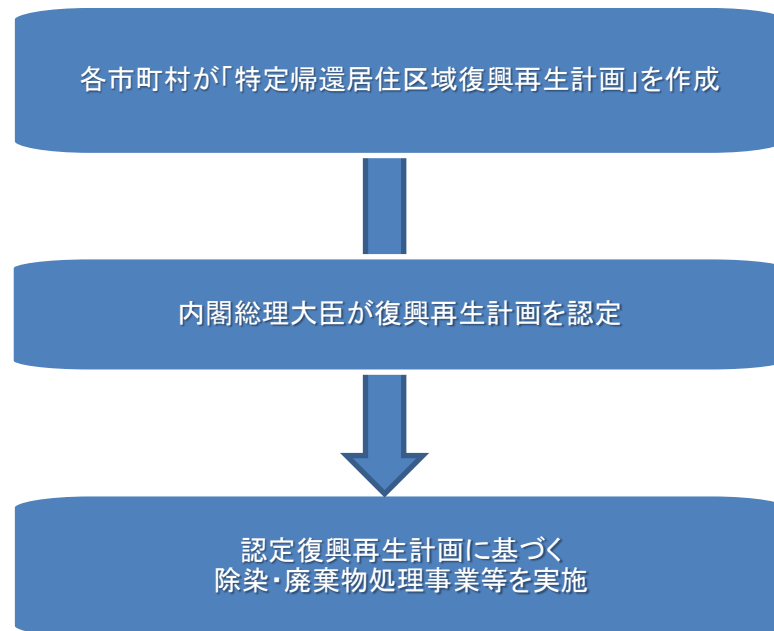 各市町村が「特定帰還居住区域復興再生計画」を作成
内閣総理大臣が復興再生計画を認定
認定復興再生計画に基づく
除染・廃棄物処理事業等を実施